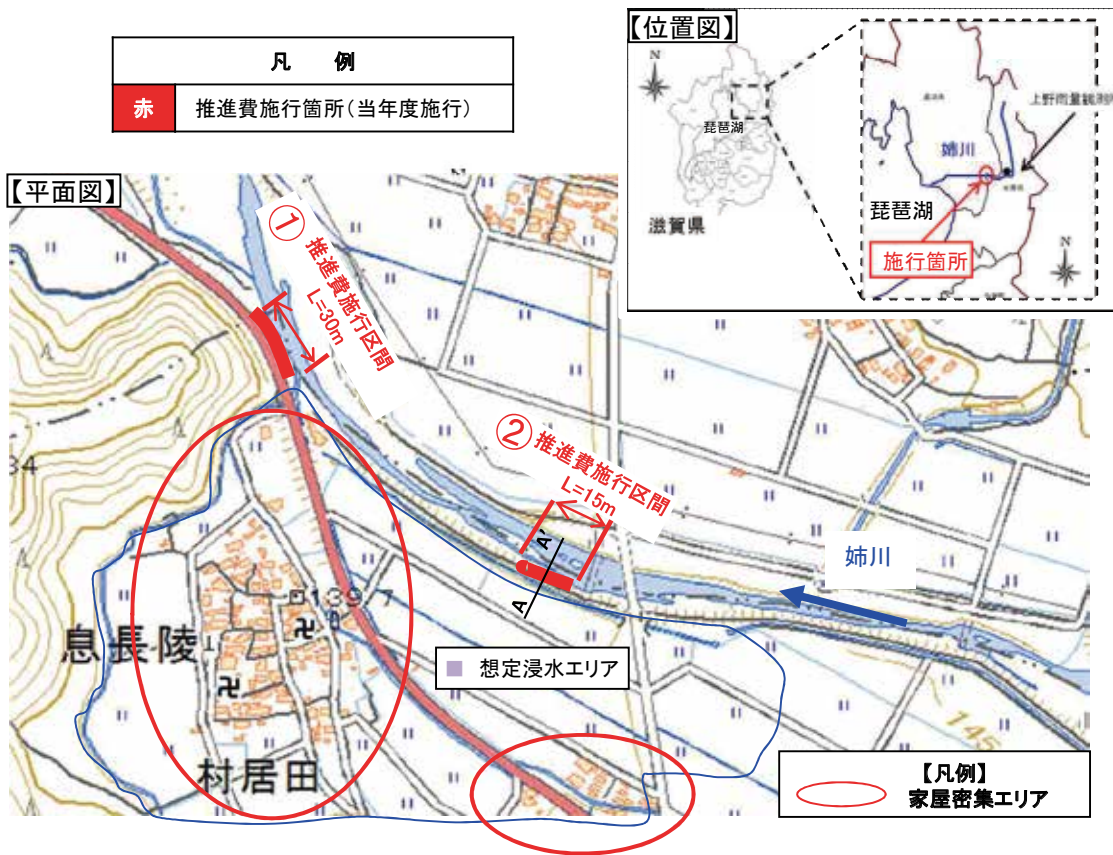 凡 例
赤 推進費施行箇所(当年度施行)
【位置図】
N
琵琶湖
滋賀県
上野雨量観測所
姉川
琵琶湖
施行箇所
N
【平面図】
① 推進費施行区間
L=30m
② 推進費施行区間
L=15m
A'
A
姉川
息長陵
139.7
想定浸水エリア
村居田
145
【凡例】
家屋密集エリア